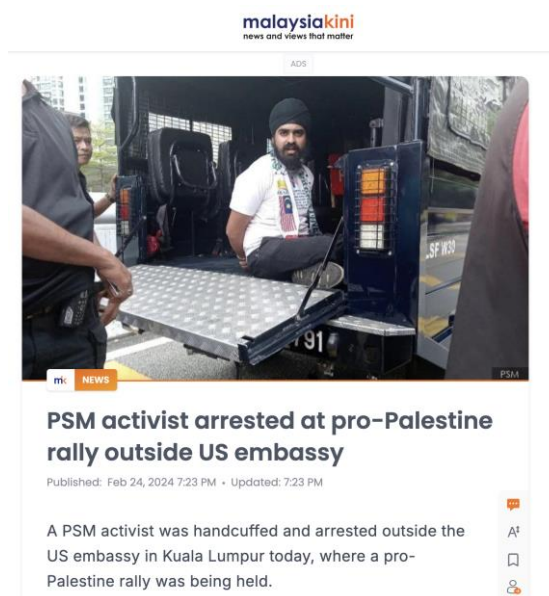 malaysiakini
news and views that matter
ADS
LSF W30
791
PSM
mk NEWS
PSM activist arrested at pro-Palestine
rally outside US embassy
Published: Feb 24, 2024 7:23 PM • Updated: 7:23 PM
A PSM activist was handcuffed and arrested outside the
US embassy in Kuala Lumpur today, where a pro-
Palestine rally was being held.